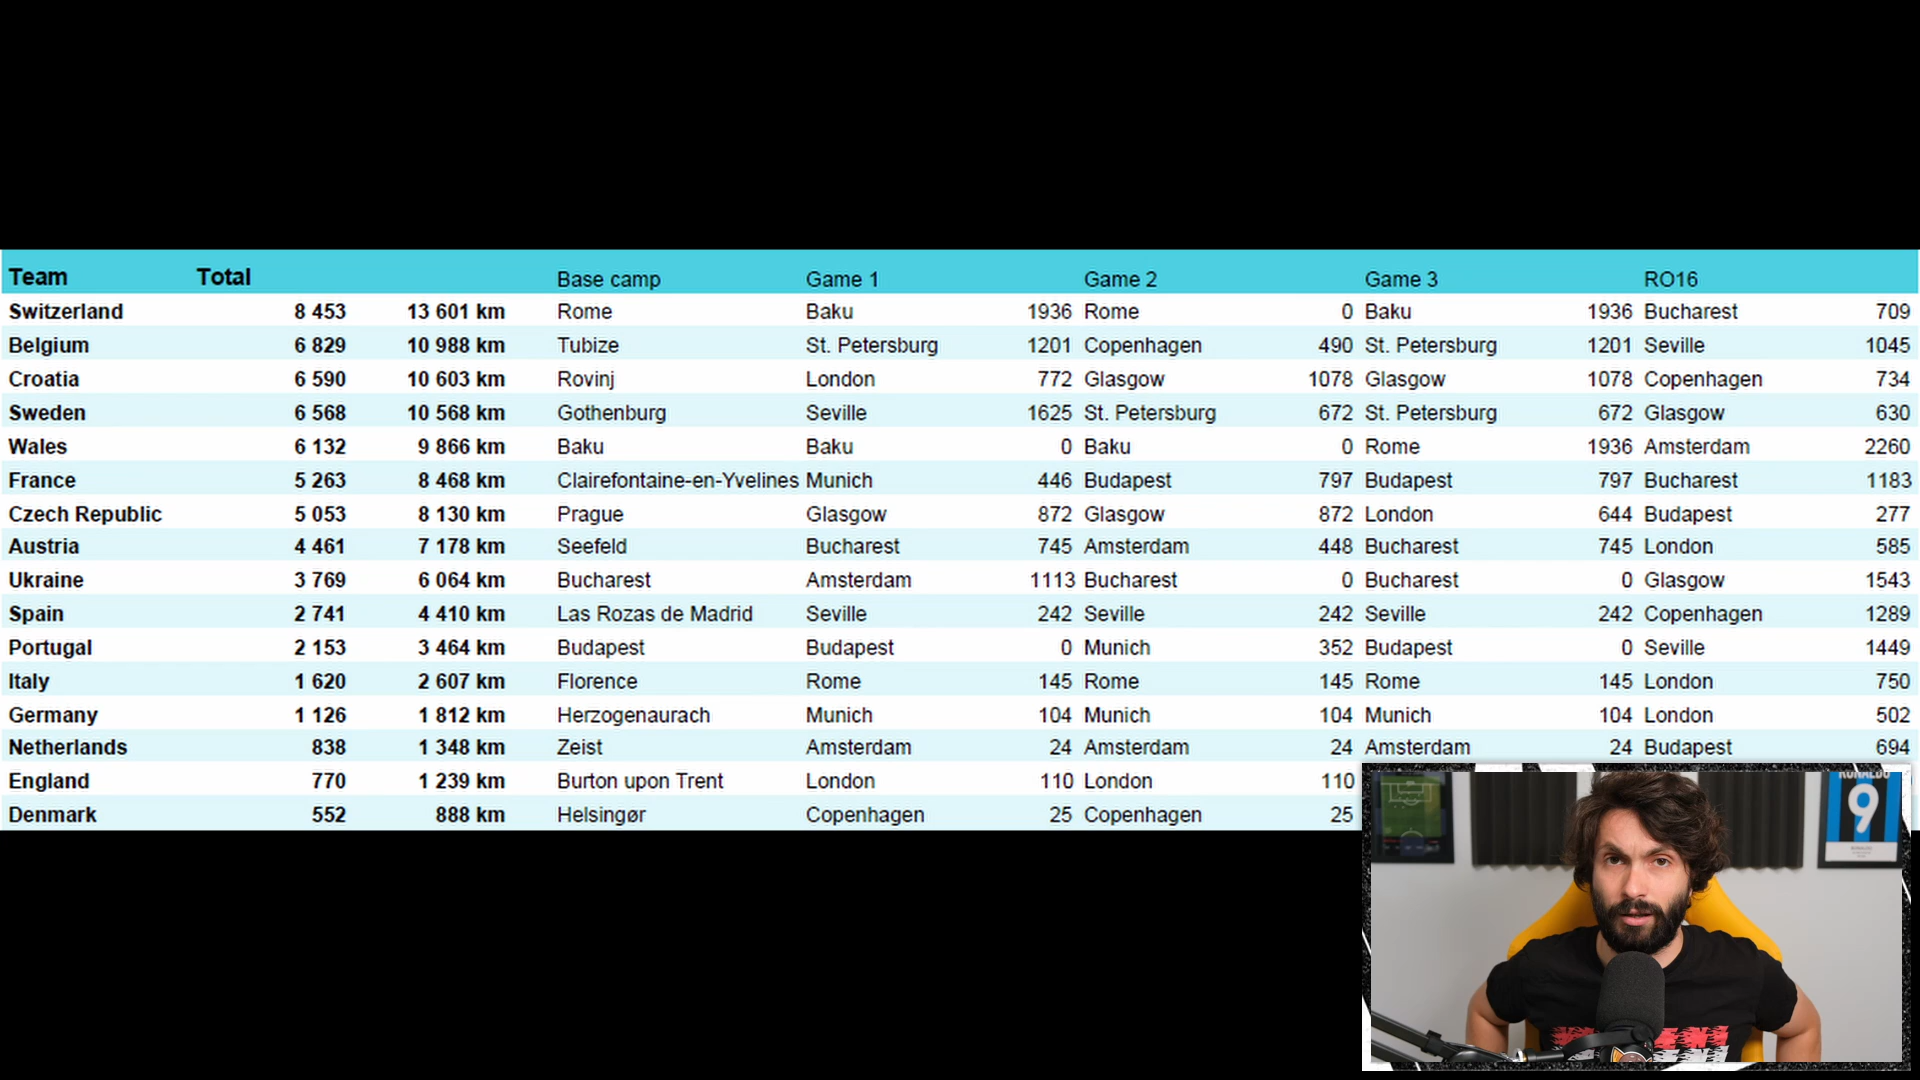 Team Total Base camp Game 1 Game 2 Game 3 RO16
Switzerland 8 453 13 601 km Rome Baku 1936 Rome 0 Baku 1936 Bucharest 709
Belgium 6 829 10 988 km Tubize St. Petersburg 1201 Copenhagen 490 St. Petersburg 1201 Seville 1045
Croatia 6 590 10 603 km Rovinj London 772 Glasgow 1078 Glasgow 1078 Copenhagen 734
Sweden 6 568 10 568 km Gothenburg Seville 1625 St. Petersburg 672 St. Petersburg 672 Glasgow 630
Wales 6 132 9 866 km Baku Baku 0 Baku 0 Rome 1936 Amsterdam 2260
France 5 263 8 468 km Clairefontaine-en-Yvelines Munich 446 Budapest 797 Budapest 797 Bucharest 1183
Czech Republic 5 053 8 130 km Prague Glasgow 872 Glasgow 872 London 644 Budapest 277
Austria 4 461 7 178 km Seefeld Bucharest 745 Amsterdam 448 Bucharest 745 London 585
Ukraine 3 769 6 064 km Bucharest Amsterdam 1113 Bucharest 0 Bucharest 0 Glasgow 1543
Spain 2 741 4 410 km Las Rozas de Madrid Seville 242 Seville 242 Seville 242 Copenhagen 1289
Portugal 2 153 3 464 km Budapest Budapest 0 Munich 352 Budapest 0 Seville 1449
Italy 1 620 2 607 km Florence Rome 145 Rome 145 Rome 145 London 750
Germany 1 126 1 812 km Herzogenaurach Munich 104 Munich 104 Munich 104 London 502
Netherlands 838 1 348 km Zeist Amsterdam 24 Amsterdam 24 Amsterdam 24 Budapest 694
England 770 1 239 km Burton upon Trent London 110 London 110
Denmark 552 888 km Helsingør Copenhagen 25 Copenhagen 25
RONALDO
9